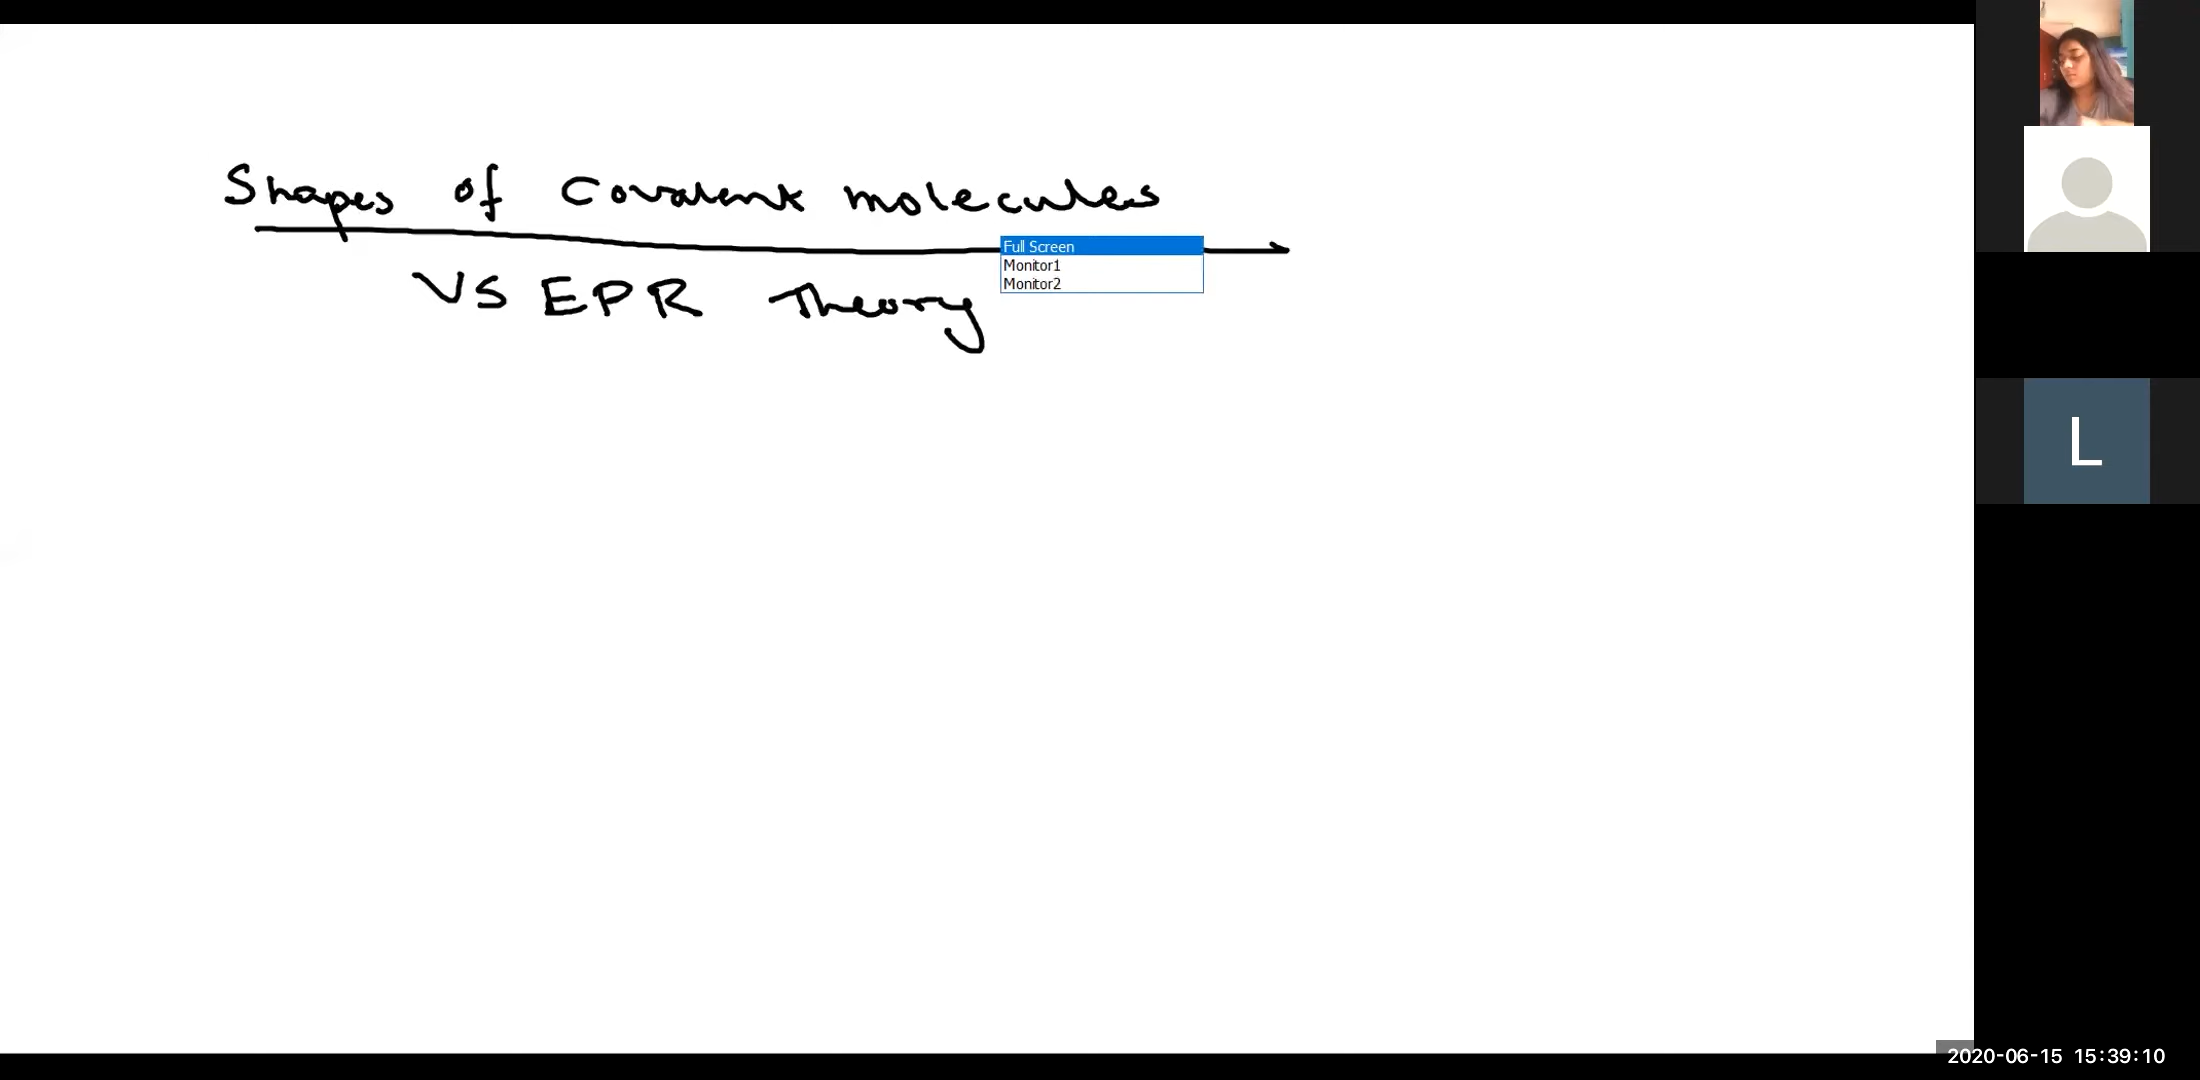 Shapes of Covalent molecules
Full Screen
Monitor1
Monitor2
VSEPR Theory
L
2020-06-15 15:39:10